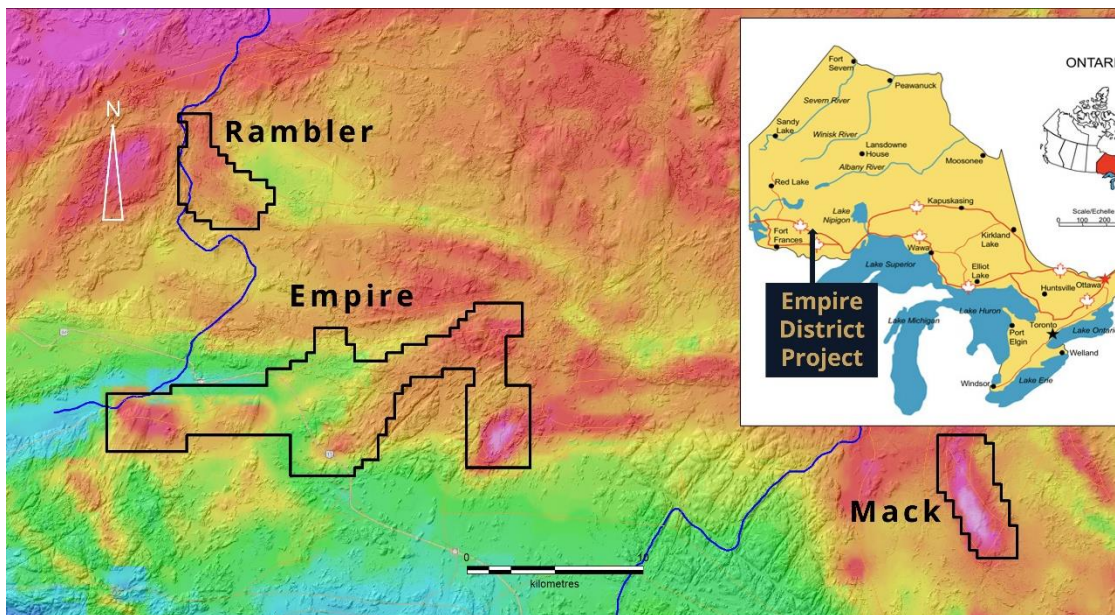 N
Rambler
Empire
Mack
0
10
kilometres
11
Empire
District
Project
ONTAR
Fort
Severn
Peawanuck
Severn River
Sandy
Lake
Winisk River
Lansdowne
House
Moosonee
Albany River
Red Lake
Lake
Nipigon
Kapuskasing
Fort
Frances
Kirkland
Lake
Wawa
Lake Superior
Elliot
Lake
Huntsville
Ottawa
Lake Huron
Lake Michigan
Port
Elgin
Toronto
Lake Ontario
Welland
Windsor
Lake Erie
Scale/Echelle
0 100 200